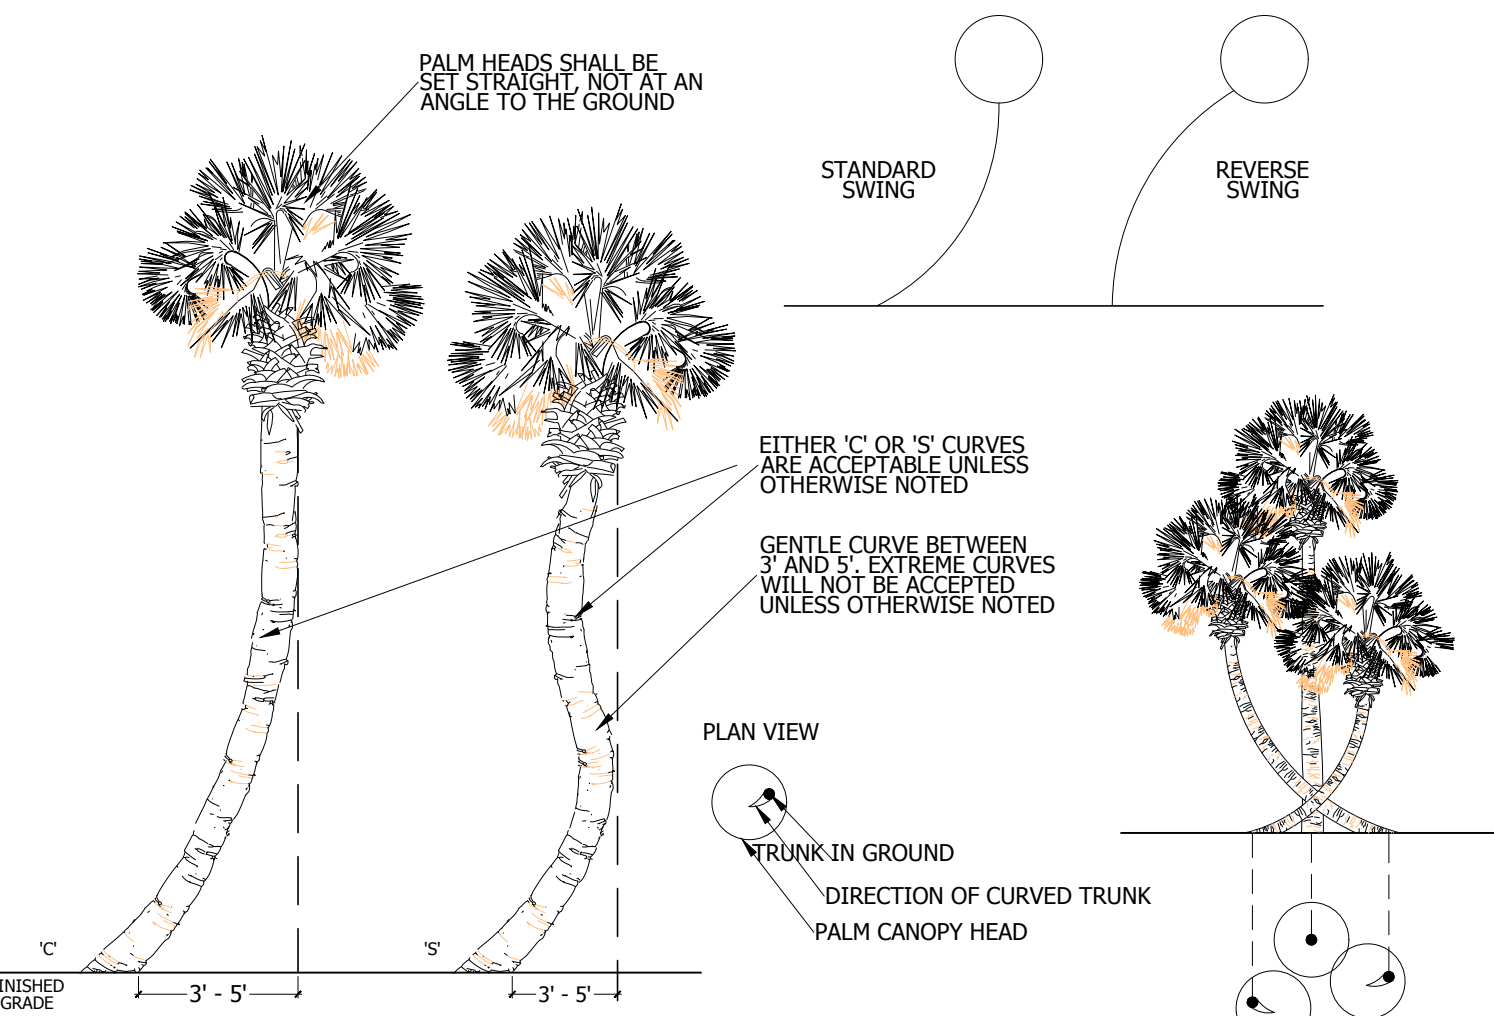 PALM HEADS SHALL BE
SET STRAIGHT, NOT AT AN
ANGLE TO THE GROUND
STANDARD
SWING
REVERSE
SWING
EITHER 'C' OR 'S' CURVES
ARE ACCEPTABLE UNLESS
OTHERWISE NOTED
GENTLE CURVE BETWEEN
3' AND 5'. EXTREME CURVES
WILL NOT BE ACCEPTED
UNLESS OTHERWISE NOTED
PLAN VIEW
TRUNK IN GROUND
DIRECTION OF CURVED TRUNK
PALM CANOPY HEAD
'C'
'S'
INISHED
GRADE
3' - 5'
3' - 5'